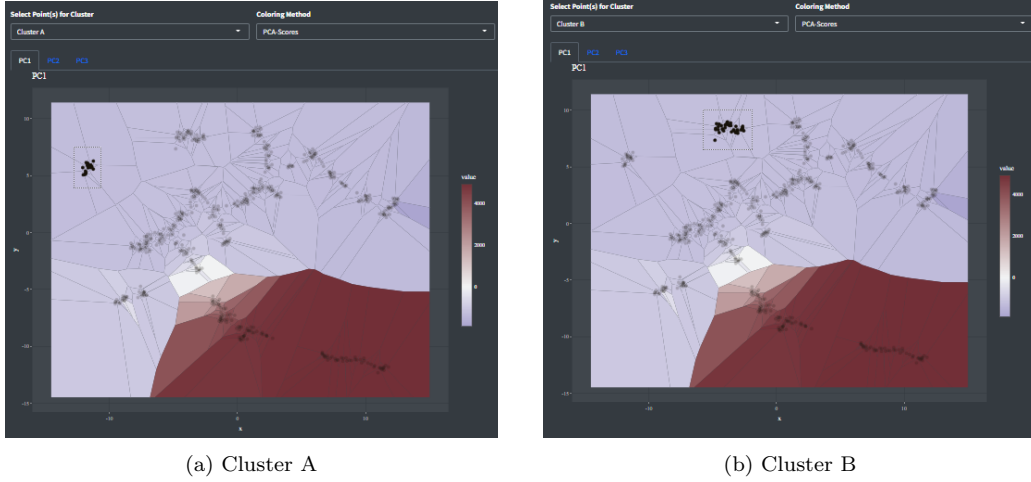 Select Point(s) for Cluster
Coloring Method
Cluster A
PCA-Scores
PC1
PC2
PC3
PC1
10
5
0
-5
-10
-15
y
-10
0
10
x
value
4000
2000
0
(a) Cluster A
Select Point(s) for Cluster
Coloring Method
Cluster B
PCA-Scores
PC1
PC2
PC3
PC1
10
5
0
-5
-10
-15
y
-10
0
10
x
value
4000
2000
0
(b) Cluster B